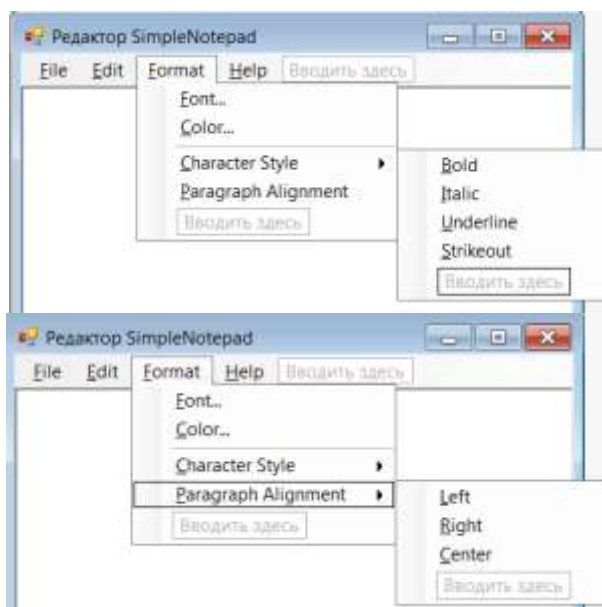 Редактор SimpleNotepad
File Edit Format Help Вводить здесь
Font...
Color...
Character Style
Paragraph Alignment
Вводить здесь
Bold
Italic
Underline
Strikeout
Вводить здесь
Редактор SimpleNotepad
File Edit Format Help Вводить здесь
Font...
Color...
Character Style
Paragraph Alignment
Вводить здесь
Left
Right
Center
Вводить здесь